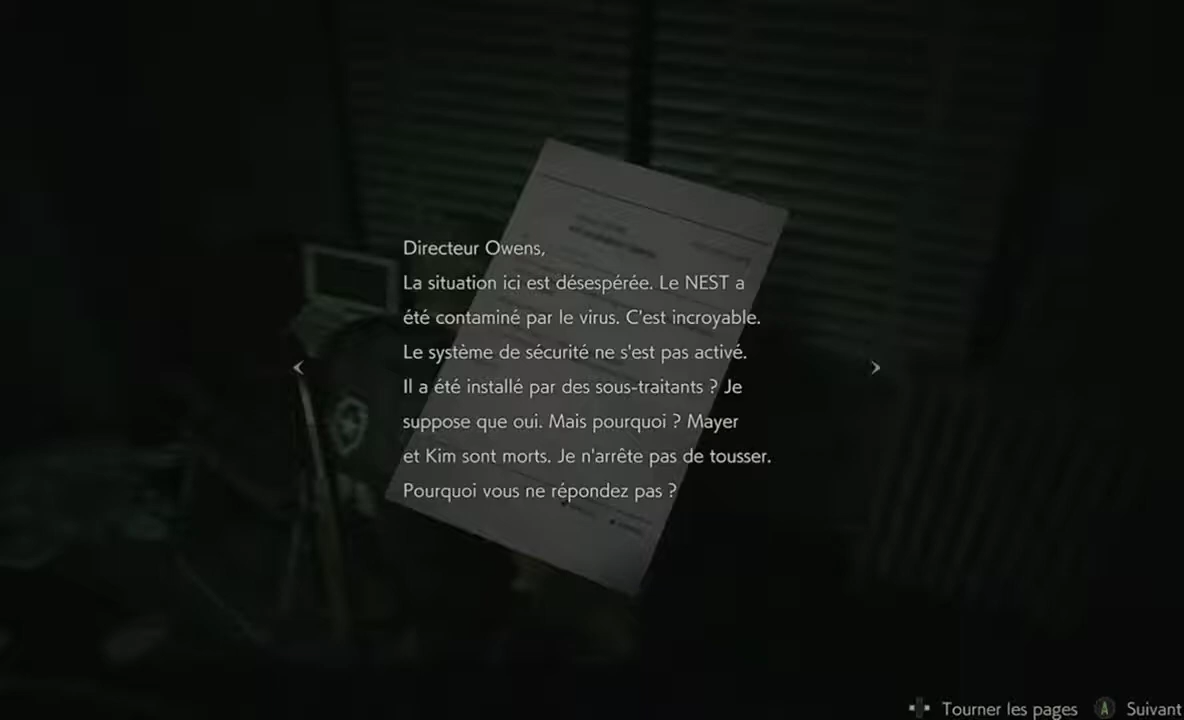 Directeur Owens,
La situation ici est désespérée. Le NEST a
été contaminé par le virus. C'est incroyable.
Le système de sécurité ne s'est pas activé.
Il a été installé par des sous-traitants ? Je
suppose que oui. Mais pourquoi ? Mayer
et Kim sont morts. Je n'arrête pas de tousser.
Pourquoi vous ne répondez pas ?
Tourner les pages A Suivant